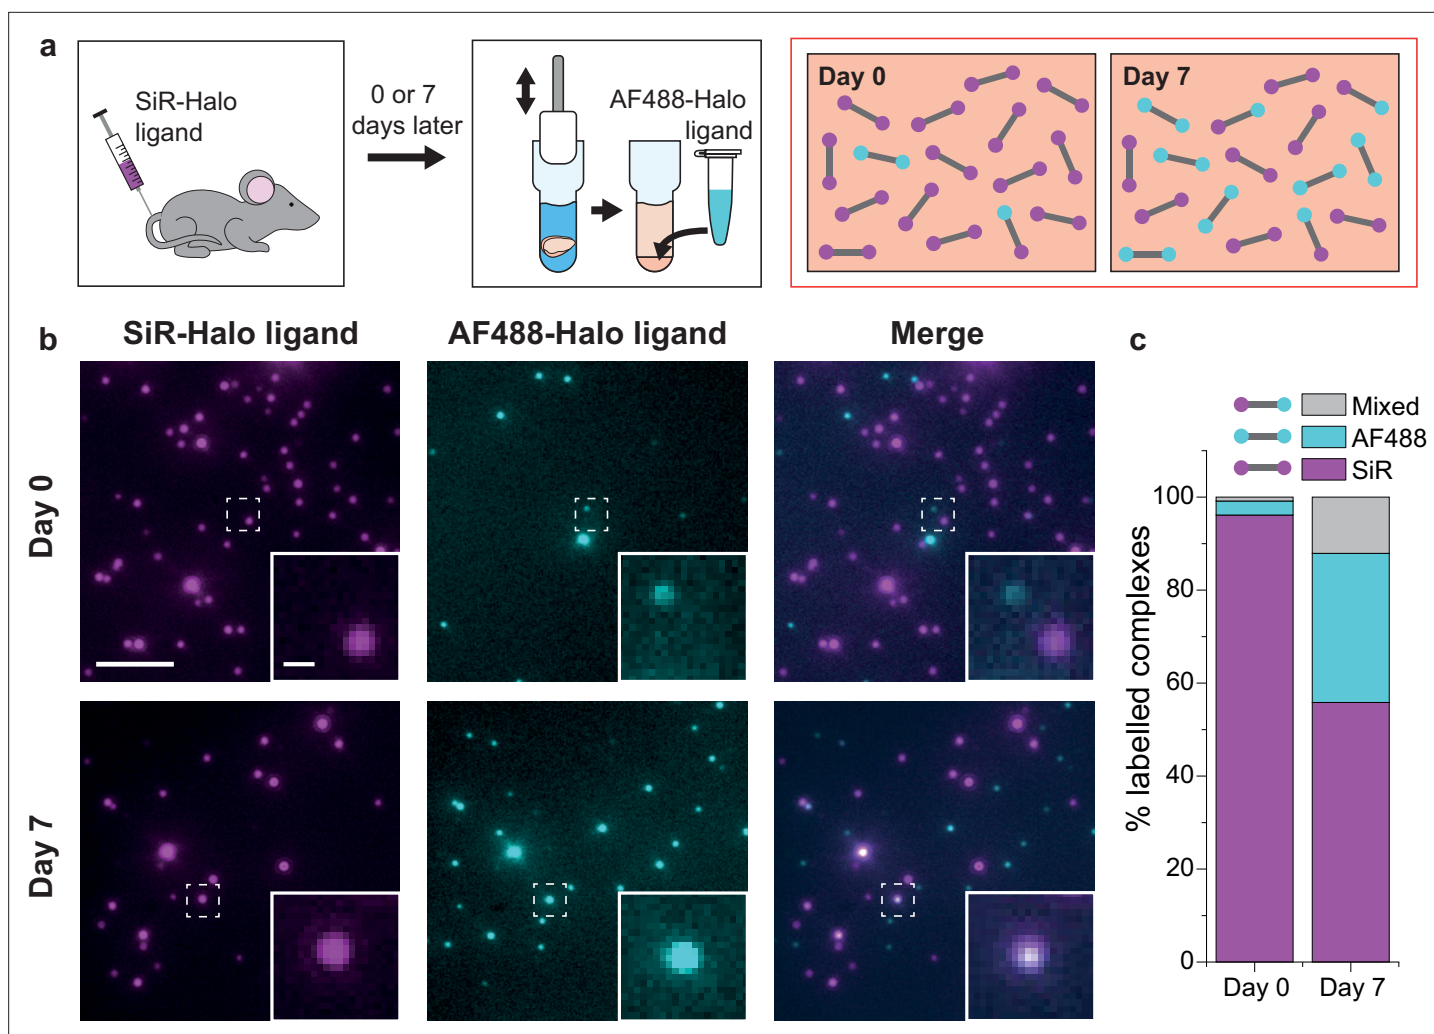 a
SiR-Halo
ligand
0 or 7
days later
AF488-Halo
ligand
Day 0
Day 7
b
SiR-Halo ligand
AF488-Halo ligand
Merge
Day 0
Day 7
c
Mixed
AF488
SiR
% labelled complexes
100
80
60
40
20
0
Day 0
Day 7